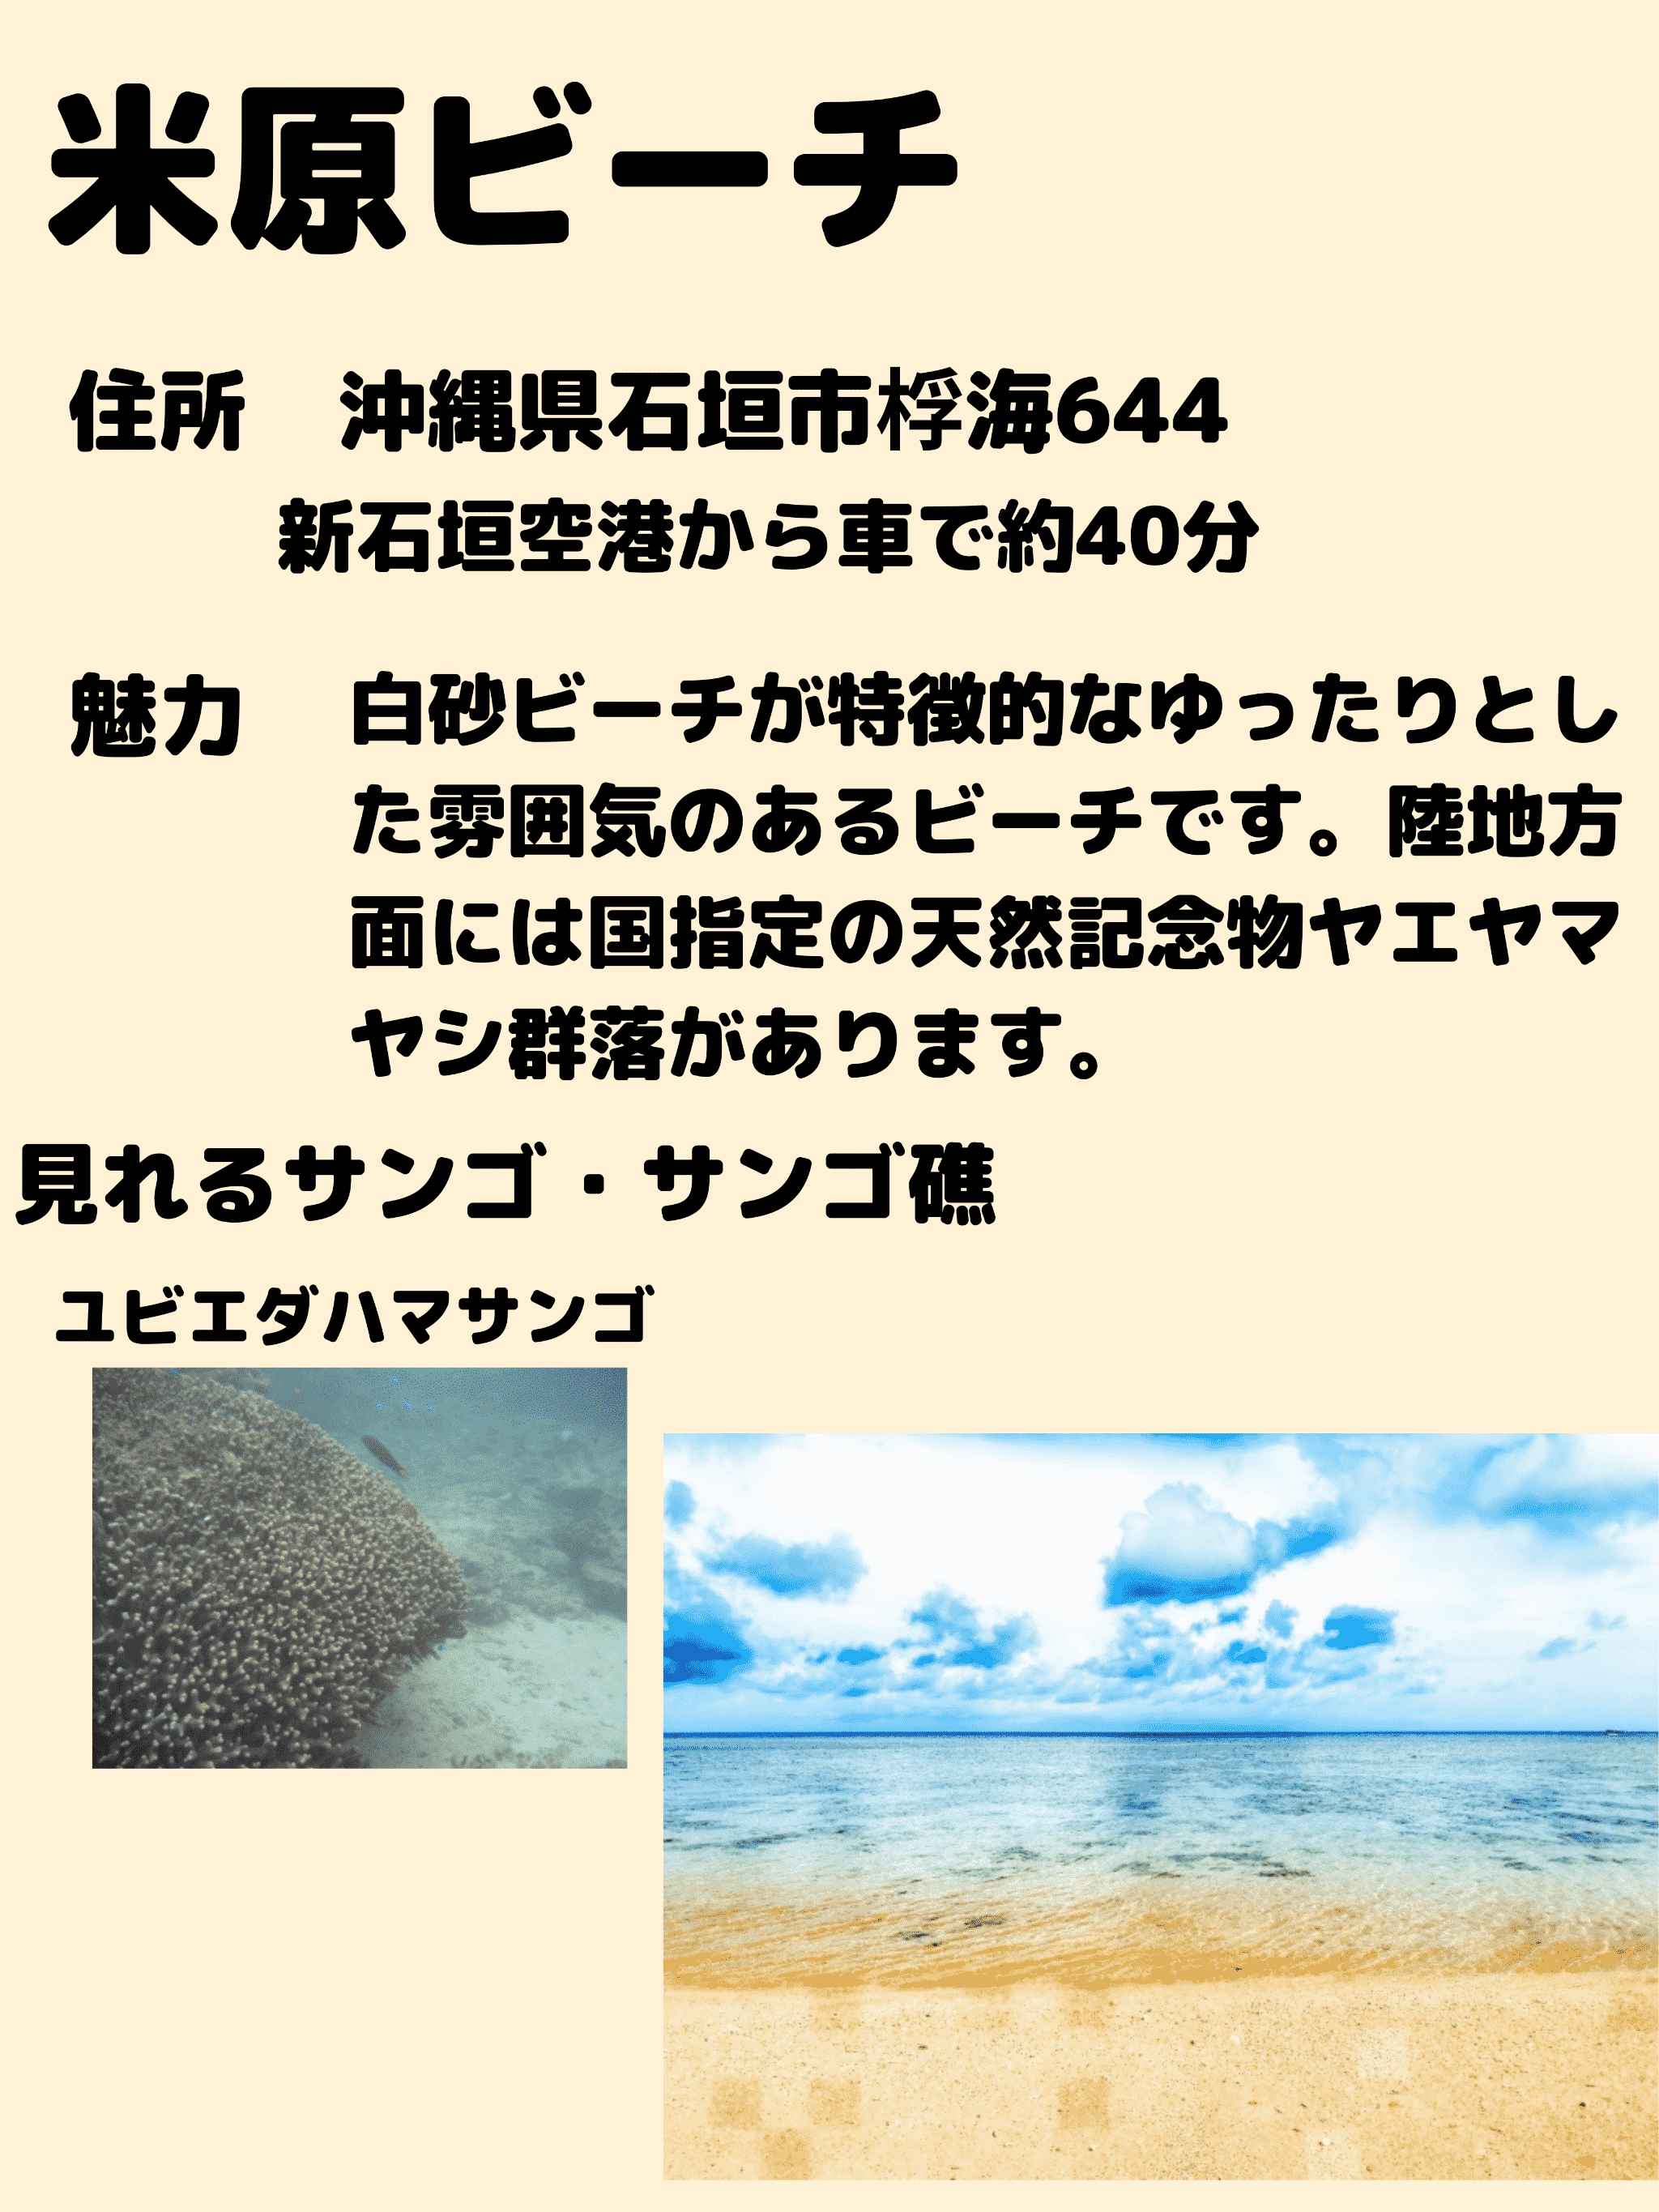 米原ビーチ
住所　沖縄県石垣市桴海644
新石垣空港から車で約40分
魅力　白砂ビーチが特徴的なゆったりとし
た雰囲気のあるビーチです。陸地方
面には国指定の天然記念物ヤエヤマ
ヤシ群落があります。
見れるサンゴ・サンゴ礁
ユビエダハマサンゴ